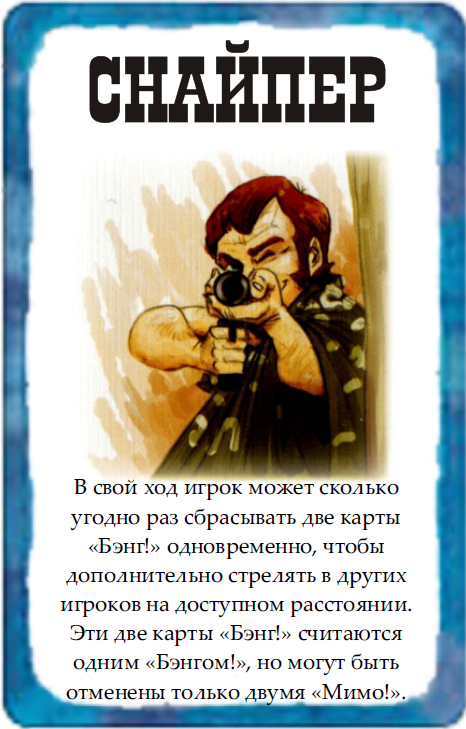 СНАЙПЕР
В свой ход игрок может сколько
угодно раз сбрасывать две карты
«Бэнг!» одновременно, чтобы
дополнительно стрелять в других
игроков на доступном расстоянии.
Эти две карты «Бэнг!» считаются
одним «Бэнгом!», но могут быть
отменены только двумя «Мимо!».